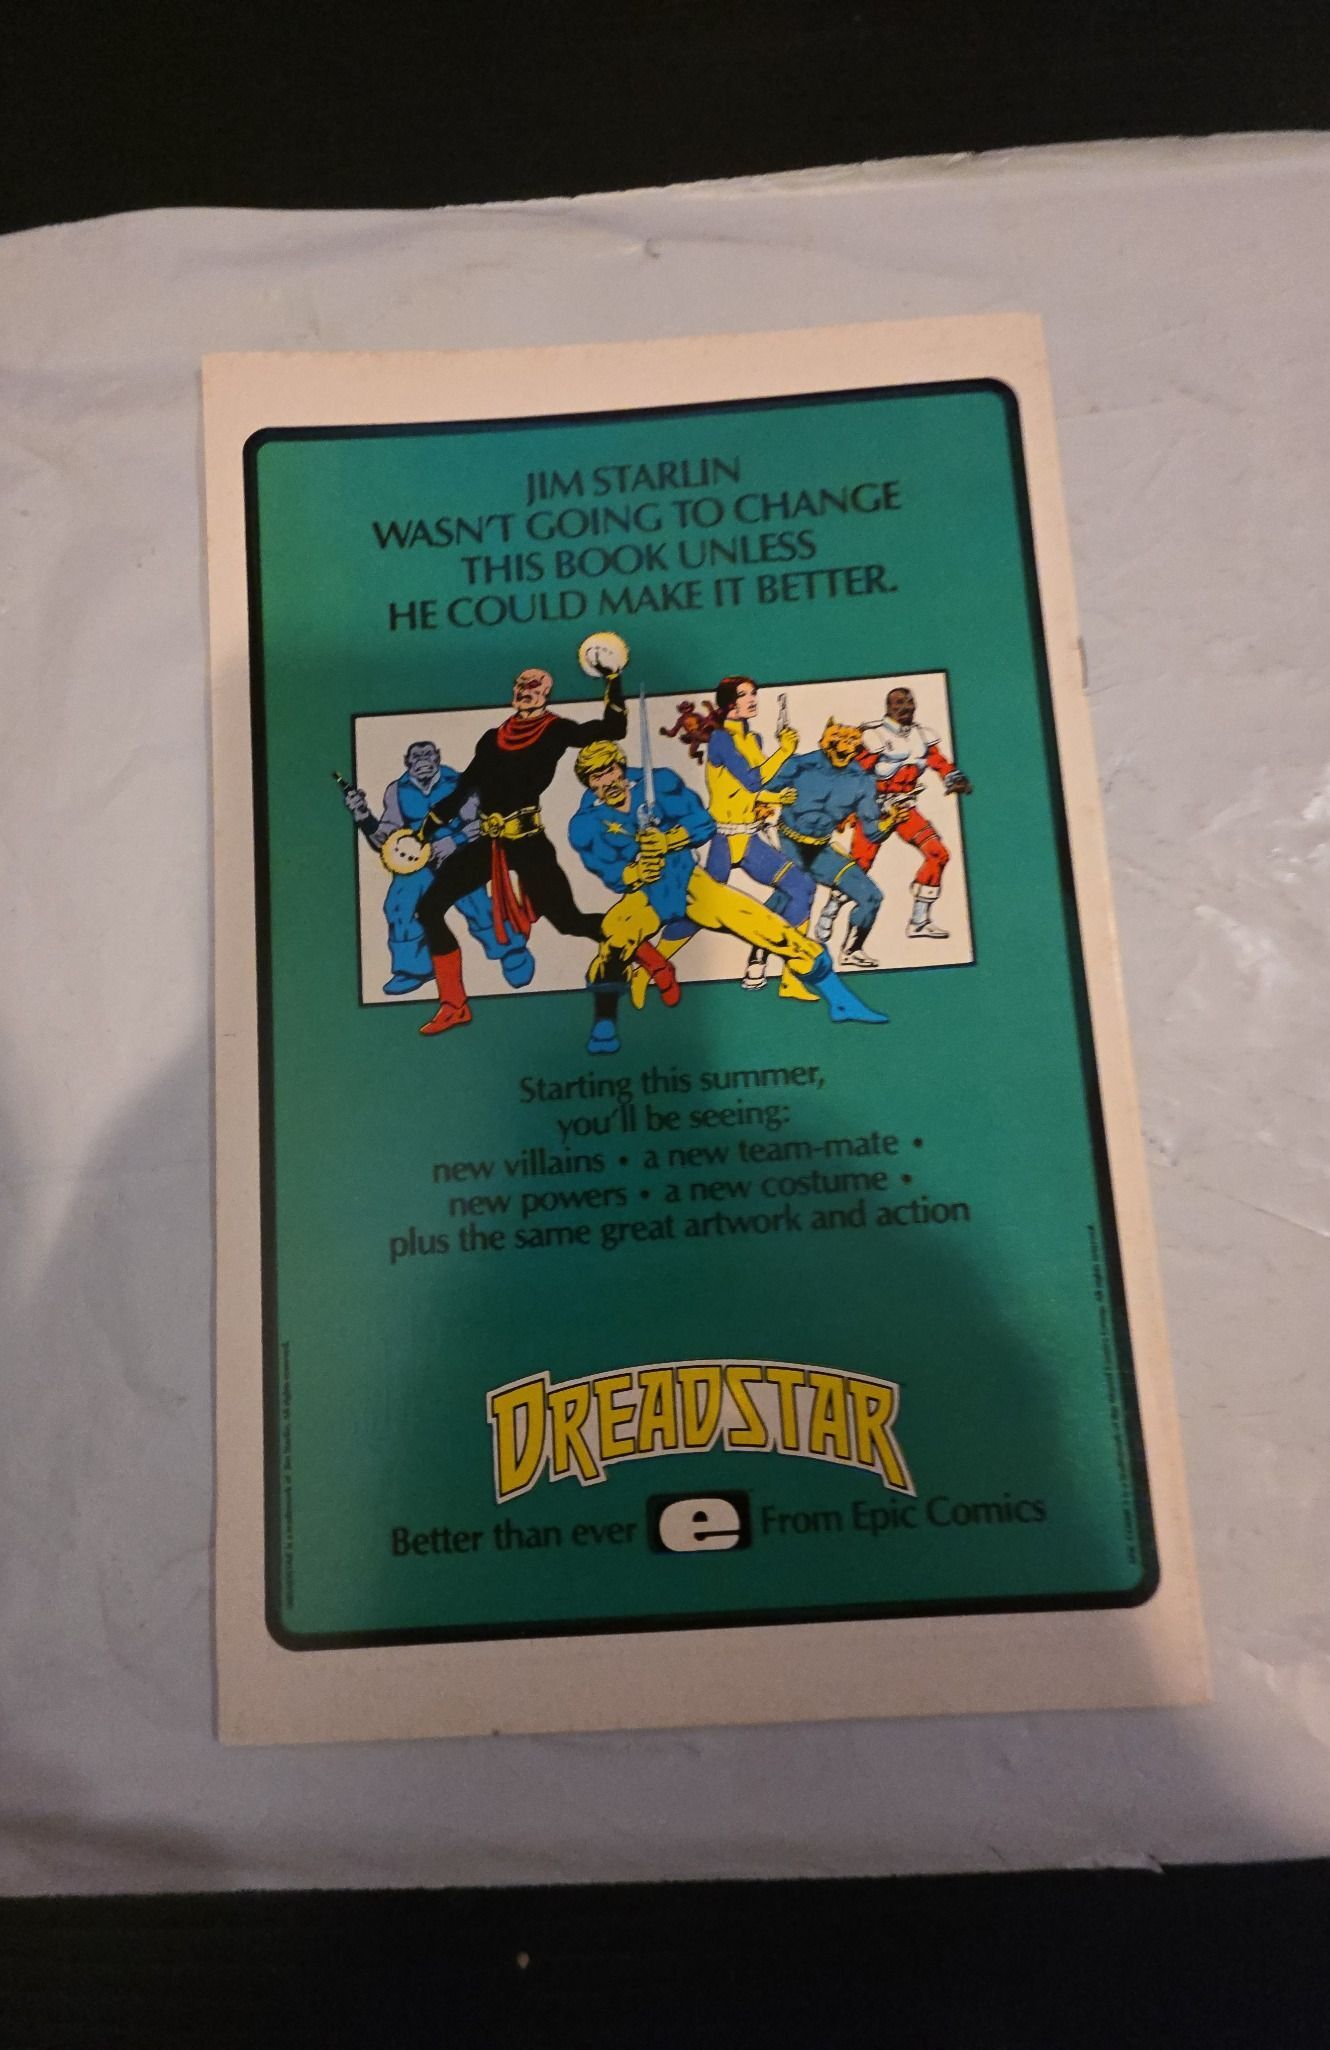 JIM STARLIN
WASN'T GOING TO CHANGE
THIS BOOK UNLESS
HE COULD MAKE IT BETTER.
Starting this summer,
you'll be seeing:
new villains • a new team-mate •
new powers • a new costume •
plus the same great artwork and action
DREADSTAR
Better than ever e From Epic Comics